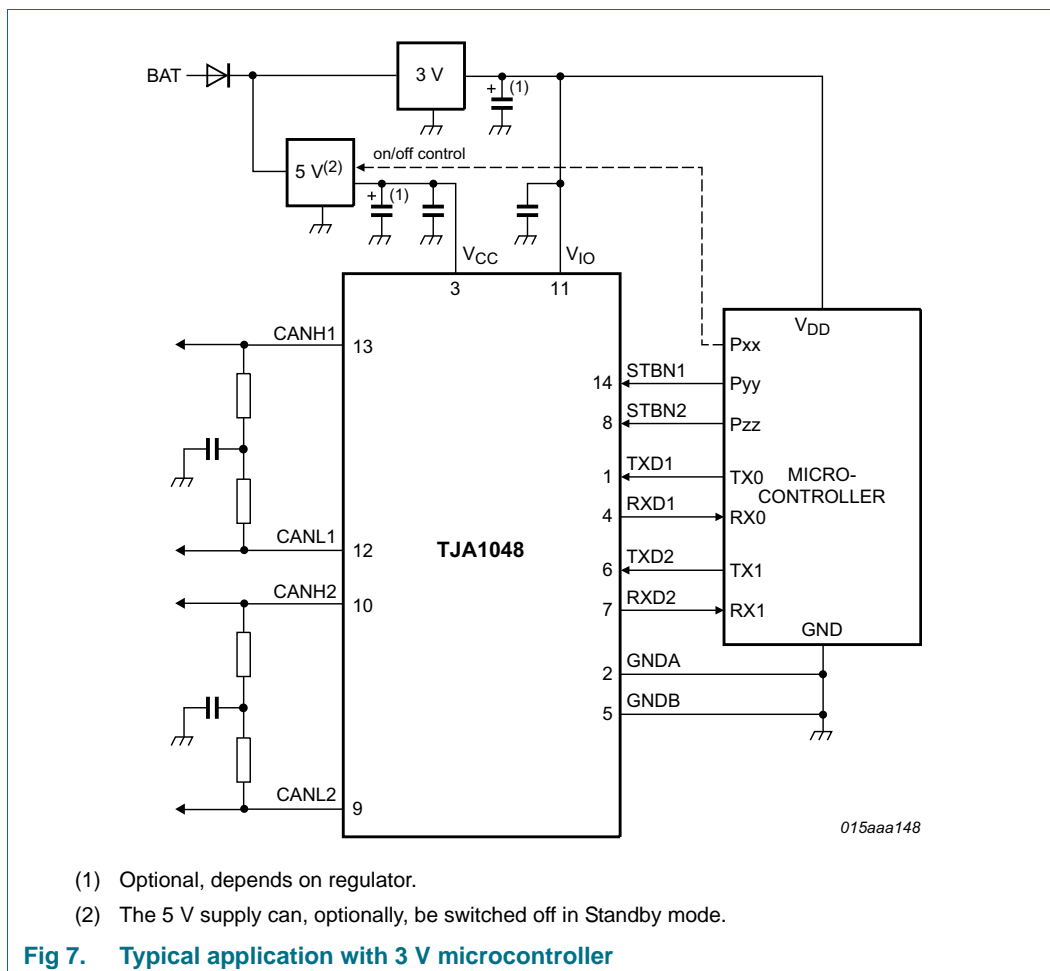 BAT
3 V
+ (1)
on/off control
5 V(2)
+ (1)
VCC
VIO
3
11
VDD
CANH1
13
Pxx
14
STBN1
Pyy
8
STBN2
Pzz
1
TXD1
TX0
MICRO-
CONTROLLER
4
RXD1
RX0
CANL1
12
TJA1048
6
TXD2
TX1
CANH2
10
7
RXD2
RX1
GND
2
GNDA
5
GNDB
CANL2
9
015aaa148
(1) Optional, depends on regulator.
(2) The 5 V supply can, optionally, be switched off in Standby mode.
Fig 7. Typical application with 3 V microcontroller